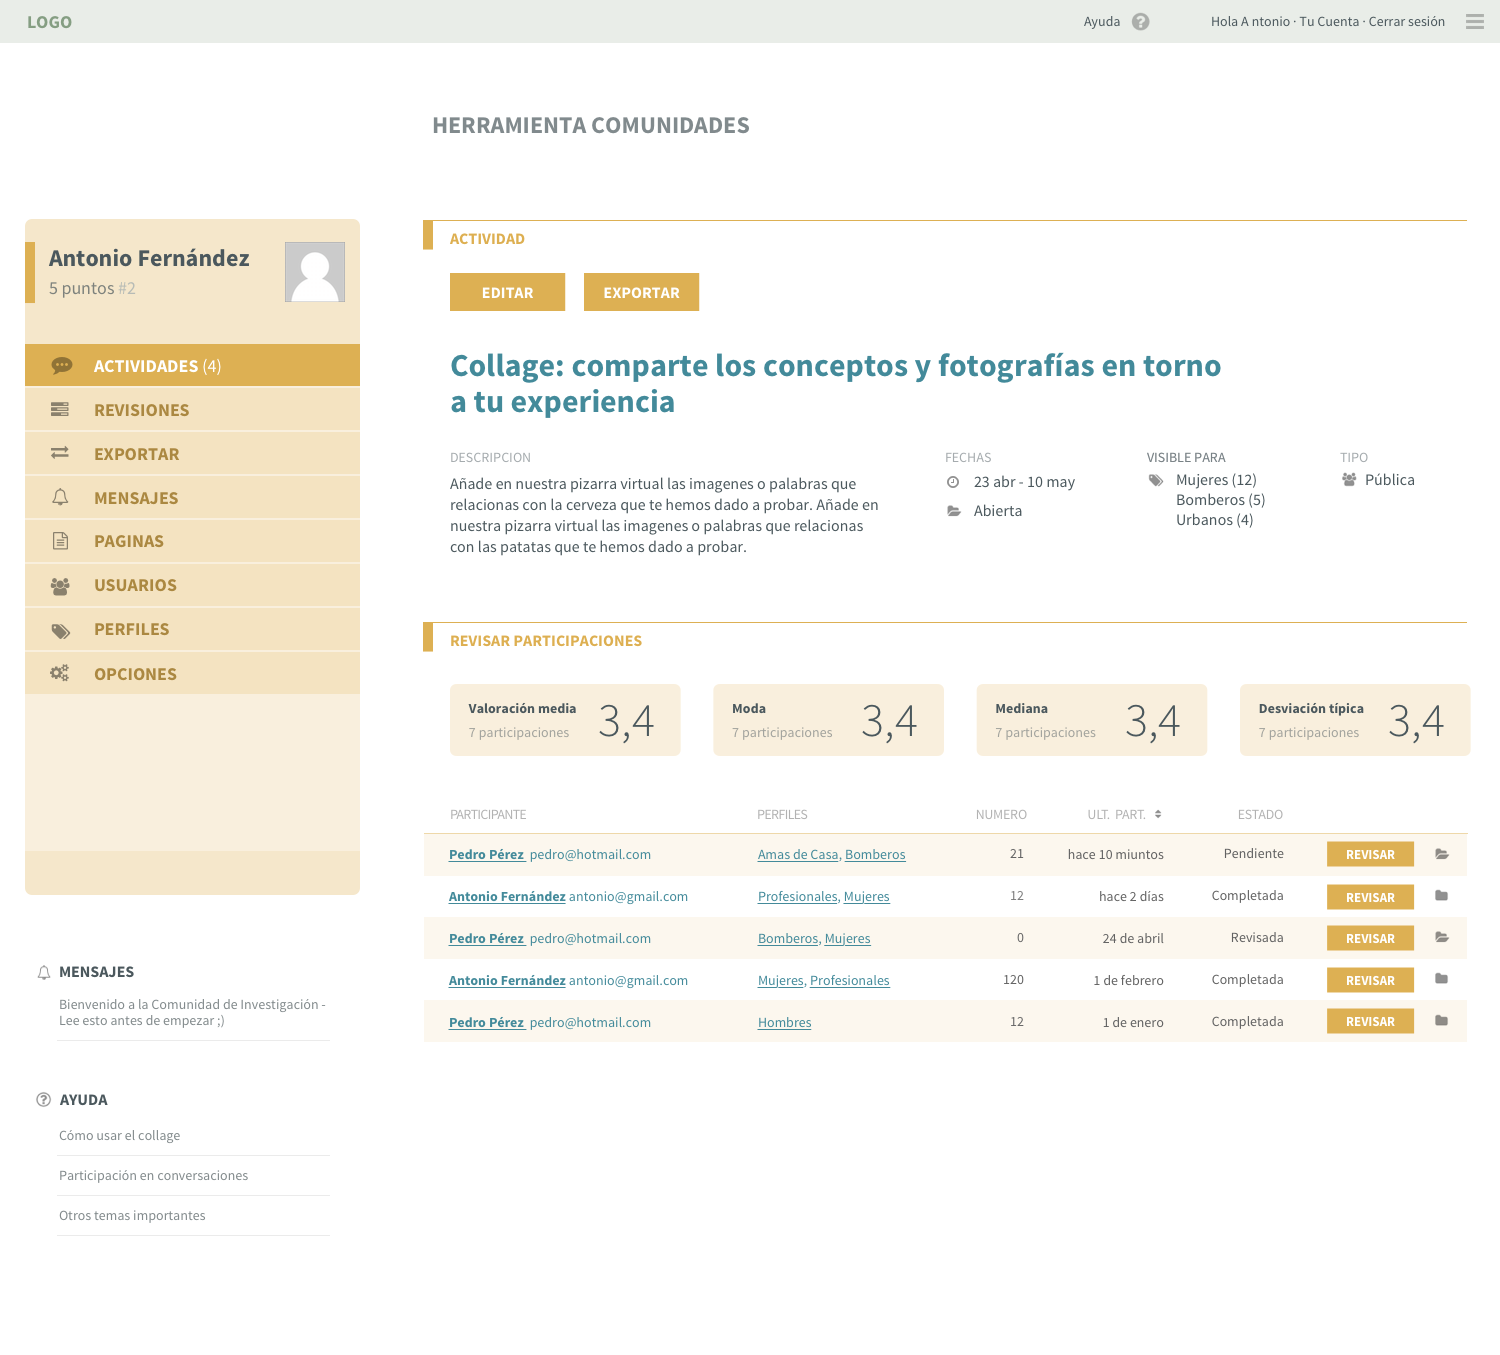 LOGO
Ayuda
Hola A ntonio · Tu Cuenta · Cerrar sesión
HERRAMIENTA COMUNIDADES
Antonio Fernández
5 puntos #2
ACTIVIDADES (4)
REVISIONES
EXPORTAR
MENSAJES
PAGINAS
USUARIOS
PERFILES
OPCIONES
MENSAJES
Bienvenido a la Comunidad de Investigación -
Lee esto antes de empezar ;)
AYUDA
Cómo usar el collage
Participación en conversaciones
Otros temas importantes
ACTIVIDAD
EDITAR EXPORTAR
Collage: comparte los conceptos y fotografías en torno
a tu experiencia
DESCRIPCION
Añade en nuestra pizarra virtual las imagenes o palabras que
relacionas con la cerveza que te hemos dado a probar. Añade en
nuestra pizarra virtual las imagenes o palabras que relacionas
con las patatas que te hemos dado a probar.
FECHAS
23 abr - 10 may
Abierta
VISIBLE PARA
Mujeres (12)
Bomberos (5)
Urbanos (4)
TIPO
Pública
REVISAR PARTICIPACIONES
Valoración media
7 participaciones
3,4
Moda
7 participaciones
3,4
Mediana
7 participaciones
3,4
Desviación típica
7 participaciones
3,4
PARTICIPANTE PERFILES NUMERO ULT. PART. ESTADO
Pedro Pérez pedro@hotmail.com Amas de Casa, Bomberos 21 hace 10 miuntos Pendiente REVISAR
Antonio Fernández antonio@gmail.com Profesionales, Mujeres 12 hace 2 días Completada REVISAR
Pedro Pérez pedro@hotmail.com Bomberos, Mujeres 0 24 de abril Revisada REVISAR
Antonio Fernández antonio@gmail.com Mujeres, Profesionales 120 1 de febrero Completada REVISAR
Pedro Pérez pedro@hotmail.com Hombres 12 1 de enero Completada REVISAR